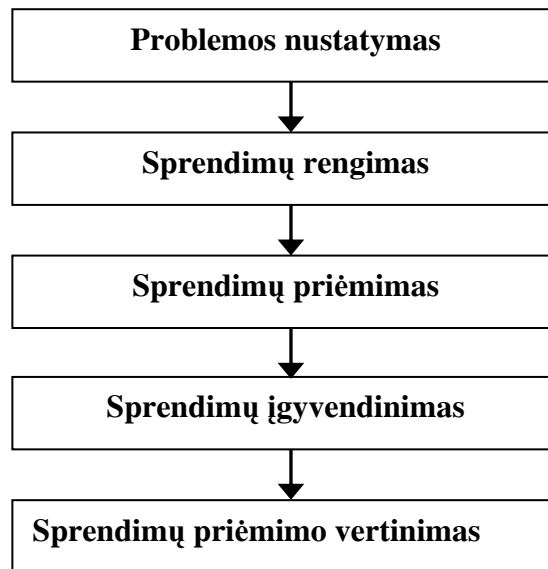 Problemos nustatymas
Sprendimų rengimas
Sprendimų priėmimas
Sprendimų įgyvendinimas
Sprendimų priėmimo vertinimas